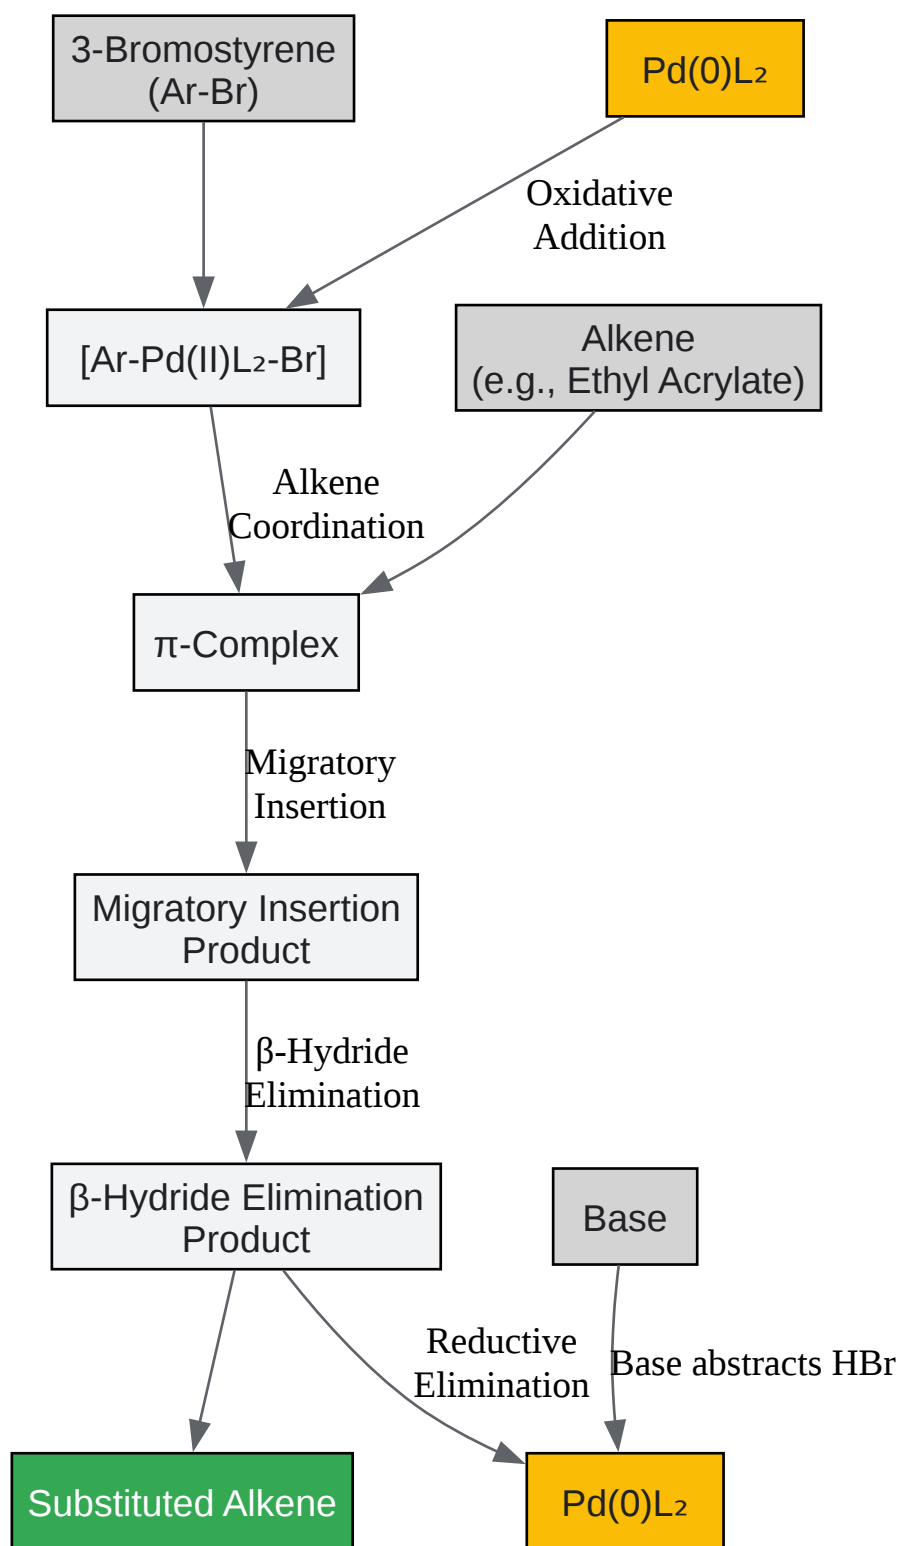 3-Bromostyrene
(Ar-Br)
Pd(0)L₂
Oxidative
Addition
[Ar-Pd(II)L₂-Br]
Alkene
(e.g., Ethyl Acrylate)
Alkene
Coordination
π-Complex
Migratory
Insertion
Migratory Insertion
Product
β-Hydride
Elimination
β-Hydride Elimination
Product
Base
Reductive
Elimination
Base abstracts HBr
Substituted Alkene
Pd(0)L₂